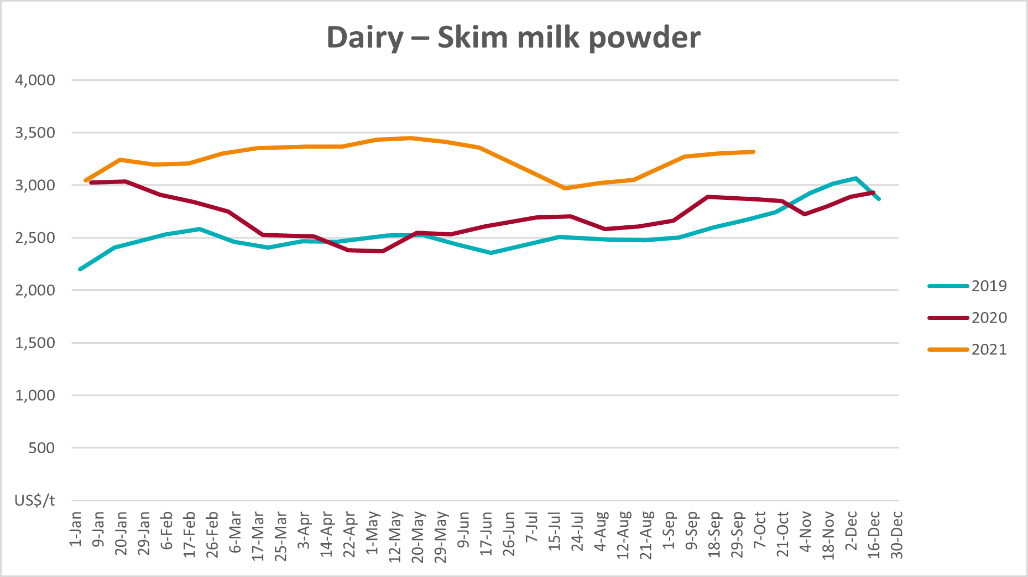 Dairy – Skim milk powder
4,000
3,500
3,000
2,500
2,000
1,500
1,000
500
US$/t
2019
2020
2021
1-Jan
9-Jan
20-Jan
29-Jan
6-Feb
17-Feb
26-Feb
6-Mar
17-Mar
25-Mar
3-Apr
14-Apr
22-Apr
1-May
12-May
20-May
29-May
9-Jun
17-Jun
26-Jun
7-Jul
15-Jul
24-Jul
4-Aug
12-Aug
21-Aug
1-Sep
9-Sep
18-Sep
29-Sep
7-Oct
21-Oct
4-Nov
18-Nov
2-Dec
16-Dec
30-Dec